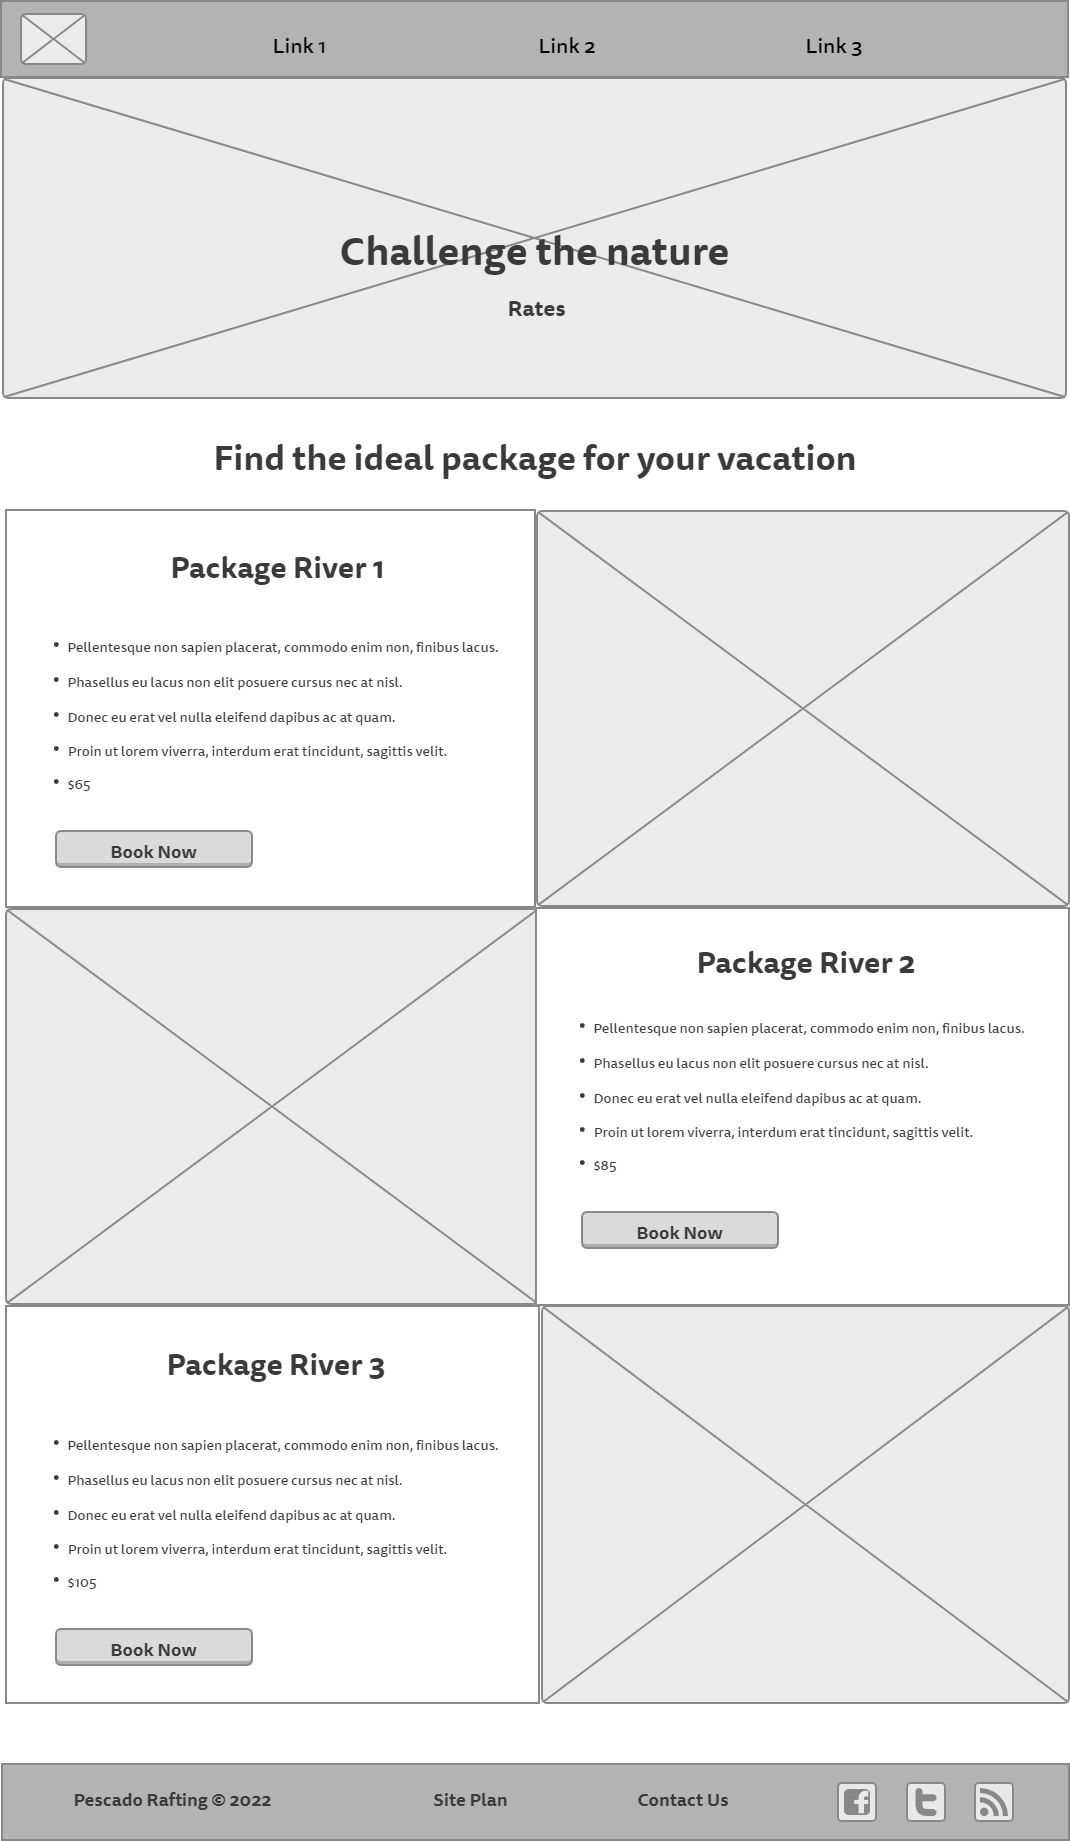 Link 1
Link 2
Link 3
Challenge the nature
Rates
Find the ideal package for your vacation
Package River 1
• Pellentesque non sapien placerat, commodo enim non, finibus lacus.
• Phasellus eu lacus non elit posuere cursus nec at nisl.
• Donec eu erat vel nulla eleifend dapibus ac at quam.
• Proin ut lorem viverra, interdum erat tincidunt, sagittis velit.
• $65
Book Now
Package River 2
• Pellentesque non sapien placerat, commodo enim non, finibus lacus.
• Phasellus eu lacus non elit posuere cursus nec at nisl.
• Donec eu erat vel nulla eleifend dapibus ac at quam.
• Proin ut lorem viverra, interdum erat tincidunt, sagittis velit.
• $85
Book Now
Package River 3
• Pellentesque non sapien placerat, commodo enim non, finibus lacus.
• Phasellus eu lacus non elit posuere cursus nec at nisl.
• Donec eu erat vel nulla eleifend dapibus ac at quam.
• Proin ut lorem viverra, interdum erat tincidunt, sagittis velit.
• $105
Book Now
Pescado Rafting © 2022
Site Plan
Contact Us